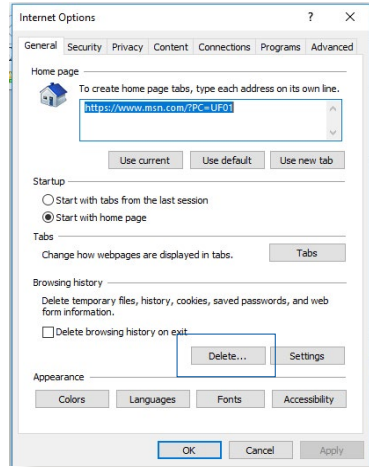 Internet Options ? X
General Security Privacy Content Connections Programs Advanced
Home page
To create home page tabs, type each address on its own line.
https://www.msn.com/?PC=UF01
Use current Use default Use new tab
Startup
Start with tabs from the last session
Start with home page
Tabs
Change how webpages are displayed in tabs. Tabs
Browsing history
Delete temporary files, history, cookies, saved passwords, and web
form information.
Delete browsing history on exit
Delete... Settings
Appearance
Colors Languages Fonts Accessibility
OK Cancel Apply